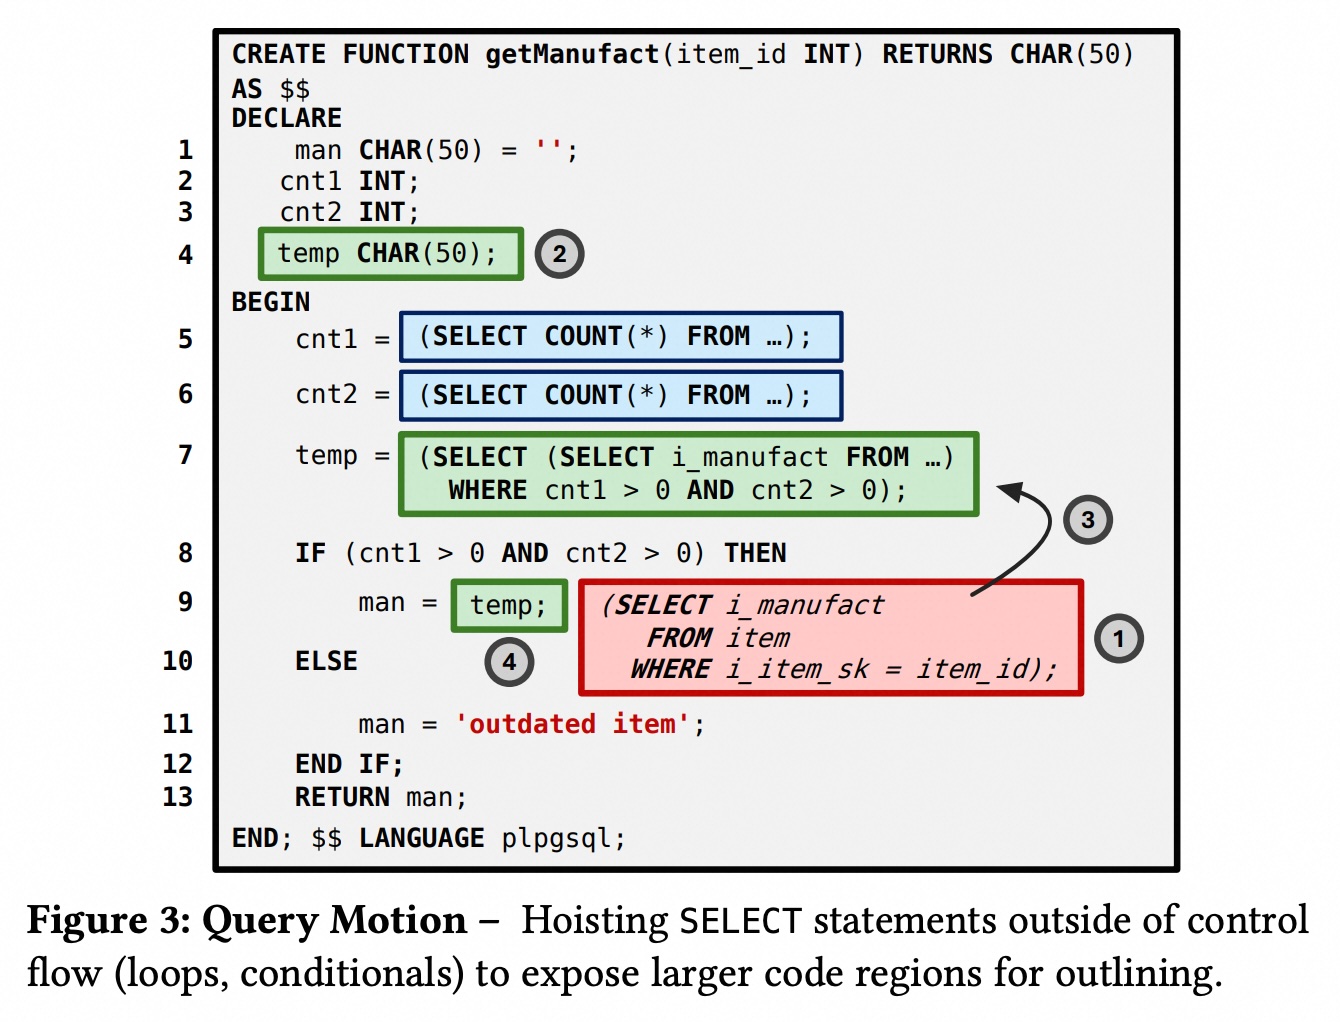 CREATE FUNCTION getManufact(item_id INT) RETURNS CHAR(50)
AS $$
DECLARE
1 man CHAR(50) = '';
2 cnt1 INT;
3 cnt2 INT;
4 temp CHAR(50); 2
BEGIN
5 cnt1 = (SELECT COUNT(*) FROM …);
6 cnt2 = (SELECT COUNT(*) FROM …);
7 temp = (SELECT (SELECT i_manufact FROM …)
WHERE cnt1 > 0 AND cnt2 > 0);
3
8 IF (cnt1 > 0 AND cnt2 > 0) THEN
9 man = temp; (SELECT i_manufact
FROM item 1
10 ELSE 4 WHERE i_item_sk = item_id);
11 man = 'outdated item';
12 END IF;
13 RETURN man;
END; $$ LANGUAGE plpgsql;
Figure 3: Query Motion – Hoisting SELECT statements outside of control
flow (loops, conditionals) to expose larger code regions for outlining.